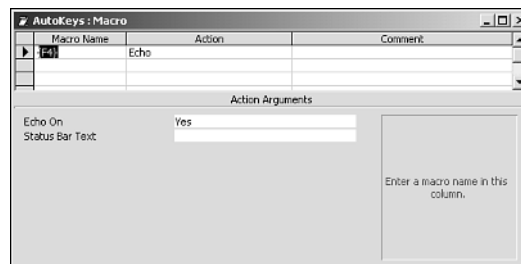 AutoKeys : Macro
Macro Name Action Comment
{F4} Echo
Action Arguments
Echo On Yes
Status Bar Text
Enter a macro name in this
column.